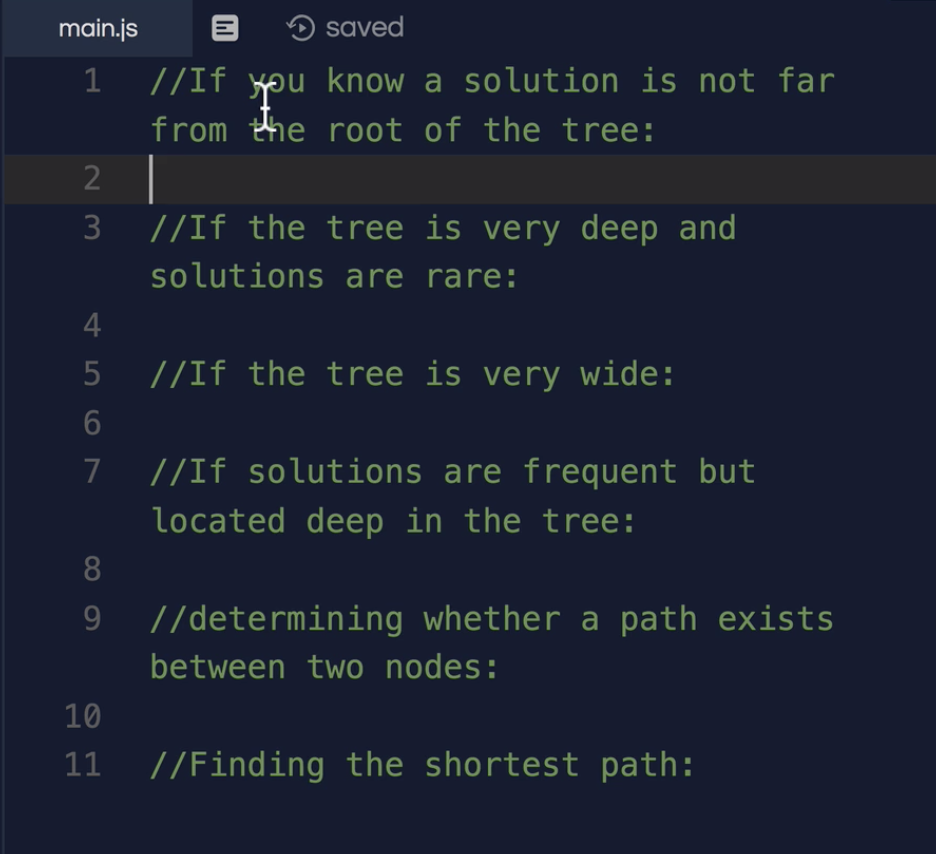 main.js saved
1 //If you know a solution is not far
from the root of the tree:
2
3 //If the tree is very deep and
solutions are rare:
4
5 //If the tree is very wide:
6
7 //If solutions are frequent but
located deep in the tree:
8
9 //determining whether a path exists
between two nodes:
10
11 //Finding the shortest path: